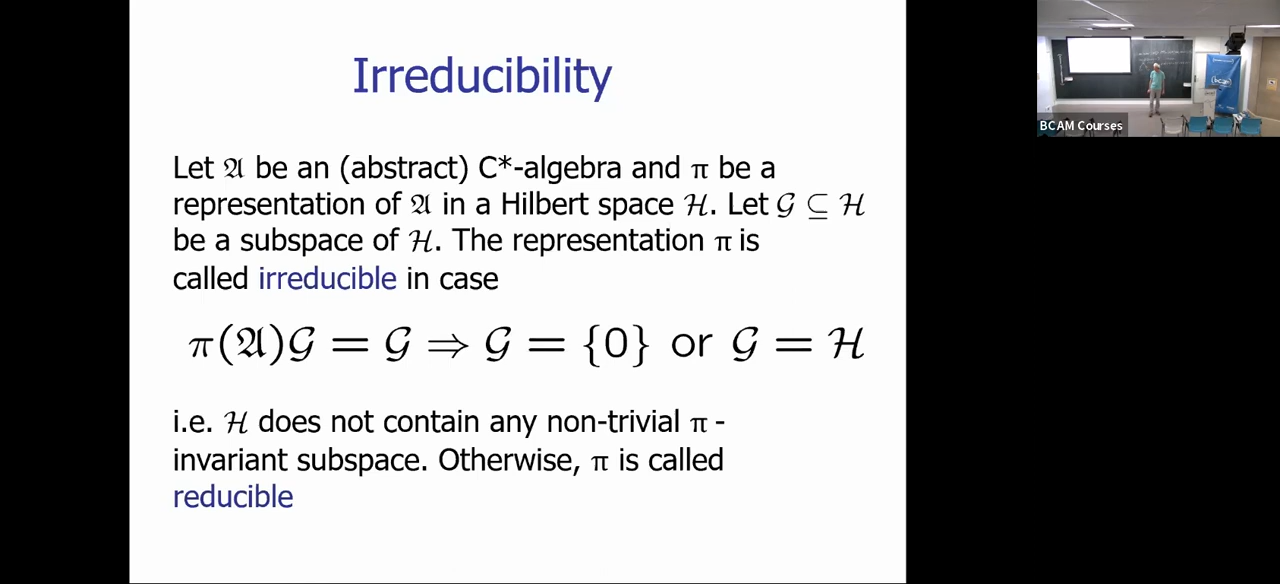 Irreducibility
Let 𝔄 be an (abstract) C*-algebra and π be a
representation of 𝔄 in a Hilbert space ℋ. Let 𝒢 ⊆ ℋ
be a subspace of ℋ. The representation π is
called irreducible in case
π(𝔄)𝒢 = 𝒢 ⇒ 𝒢 = {0} or 𝒢 = ℋ
i.e. ℋ does not contain any non-trivial π -
invariant subspace. Otherwise, π is called
reducible
BCAM Courses